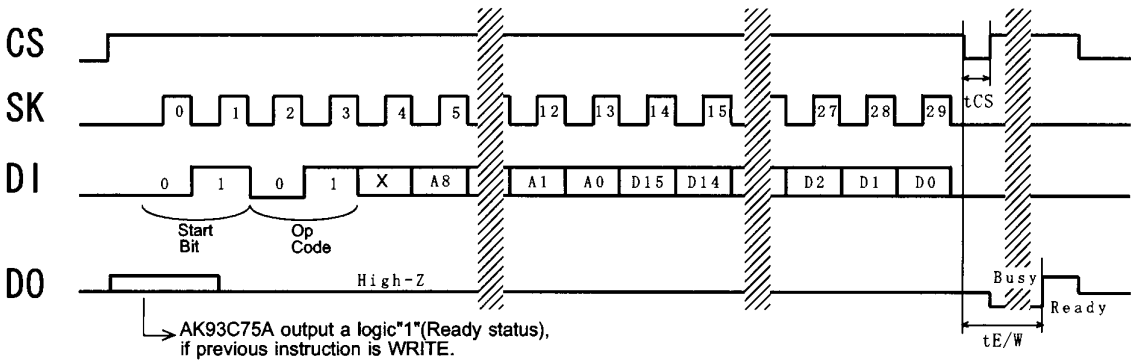 CS
tCS
SK 0 1 2 3 4 5 12 13 14 15 27 28 29
DI 0 1 0 1 X A8 A1 A0 D15 D14 D2 D1 D0
Start
Bit
Op
Code
DO High-Z Busy Ready
AK93C75A output a logic"1"(Ready status),
if previous instruction is WRITE.
tE/W